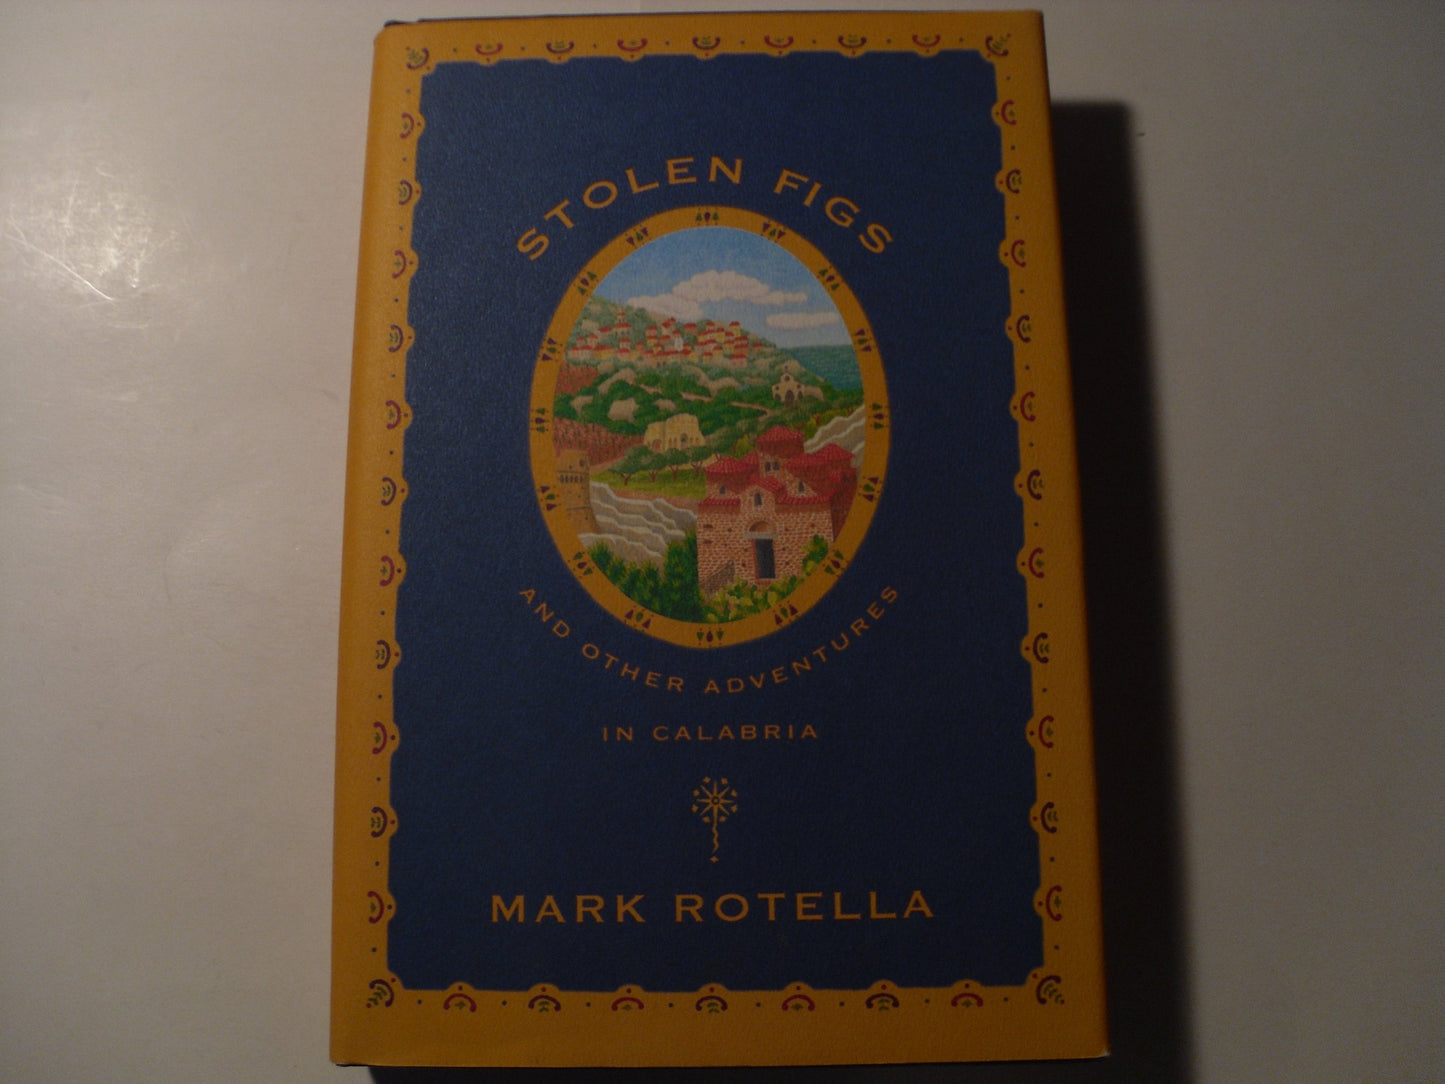 STOLEN FIGS
AND OTHER ADVENTURES
IN CALABRIA
MARK ROTELLA